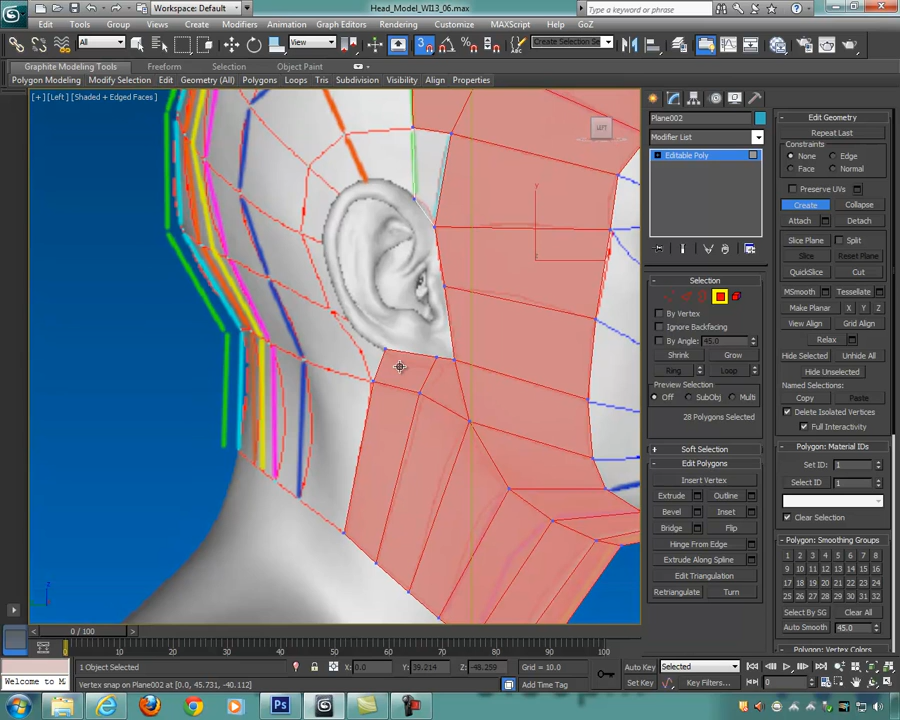 Workspace: Default
Head_Model_WI13_06.max
Type a keyword or phrase
Edit Tools Group Views Create Modifiers Animation Graph Editors Rendering Customize MAXScript Help GoZ
All View 3 Create Selection Se
Graphite Modeling Tools Freeform Selection Object Paint
Polygon Modeling Modify Selection Edit Geometry (All) Polygons Loops Tris Subdivision Visibility Align Properties
[ + ] [Left ] [Shaded + Edged Faces ]
LEFT
Plane002
Modifier List
Editable Poly
Selection
By Vertex
Ignore Backfacing
By Angle: 45.0
Shrink Grow
Ring Loop
Preview Selection
Off SubObj Multi
28 Polygons Selected
Soft Selection
Edit Polygons
Insert Vertex
Extrude Outline
Bevel Inset
Bridge Flip
Hinge From Edge
Extrude Along Spline
Edit Triangulation
Retriangulate Turn
Edit Geometry
Repeat Last
Constraints
None Edge
Face Normal
Preserve UVs
Create Collapse
Attach Detach
Slice Plane Split
Slice Reset Plane
QuickSlice Cut
MSmooth Tessellate
Make Planar X Y Z
View Align Grid Align
Relax
Hide Selected Unhide All
Hide Unselected
Named Selections:
Copy Paste
Delete Isolated Vertices
Full Interactivity
Polygon: Material IDs
Set ID: 1
Select ID 1
Clear Selection
Polygon: Smoothing Groups
1 2 3 4 5 6 7 8
9 10 11 12 13 14 15 16
17 18 19 20 21 22 23 24
25 26 27 28 29 30 31 32
Select By SG Clear All
Auto Smooth 45.0
Polygon: Vertex Colors
0 / 100
0 10 20 30 40 50 60 70 80 90 100
1 Object Selected X: 0.0 Y: 39.214 Z: -48.259 Grid = 10.0 Auto Key Selected
Welcome to M Vertex snap on Plane002 at [0.0, 45.731, -40.112] Add Time Tag Set Key Key Filters...